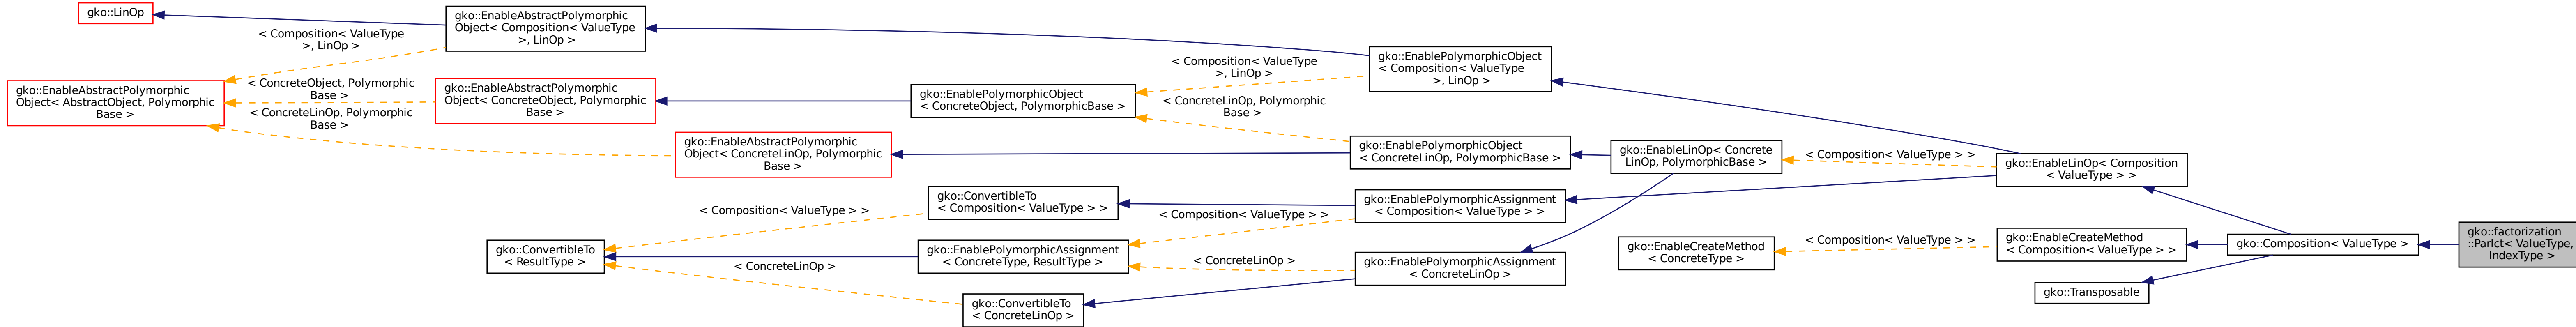 gko::LinOp
gko::EnableAbstractPolymorphic
Object< Composition< ValueType
>, LinOp >
< Composition< ValueType
>, LinOp >
gko::EnableAbstractPolymorphic
Object< AbstractObject, Polymorphic
Base >
< ConcreteObject, Polymorphic
Base >
< ConcreteLinOp, Polymorphic
Base >
gko::EnableAbstractPolymorphic
Object< ConcreteObject, Polymorphic
Base >
gko::EnableAbstractPolymorphic
Object< ConcreteLinOp, Polymorphic
Base >
gko::EnablePolymorphicObject
< ConcreteObject, PolymorphicBase >
< Composition< ValueType
>, LinOp >
< ConcreteLinOp, Polymorphic
Base >
gko::EnablePolymorphicObject
< Composition< ValueType
>, LinOp >
gko::EnablePolymorphicObject
< ConcreteLinOp, PolymorphicBase >
gko::EnableLinOp< Concrete
LinOp, PolymorphicBase >
< Composition< ValueType > >
gko::EnableLinOp< Composition
< ValueType > >
gko::ConvertibleTo
< ResultType >
< Composition< ValueType > >
< ConcreteLinOp >
gko::ConvertibleTo
< Composition< ValueType > >
gko::EnablePolymorphicAssignment
< ConcreteType, ResultType >
gko::ConvertibleTo
< ConcreteLinOp >
< Composition< ValueType > >
< ConcreteLinOp >
gko::EnablePolymorphicAssignment
< Composition< ValueType > >
gko::EnablePolymorphicAssignment
< ConcreteLinOp >
gko::EnableCreateMethod
< ConcreteType >
< Composition< ValueType > >
gko::EnableCreateMethod
< Composition< ValueType > >
gko::Transposable
gko::Composition< ValueType >
gko::factorization
::ParIct< ValueType,
IndexType >